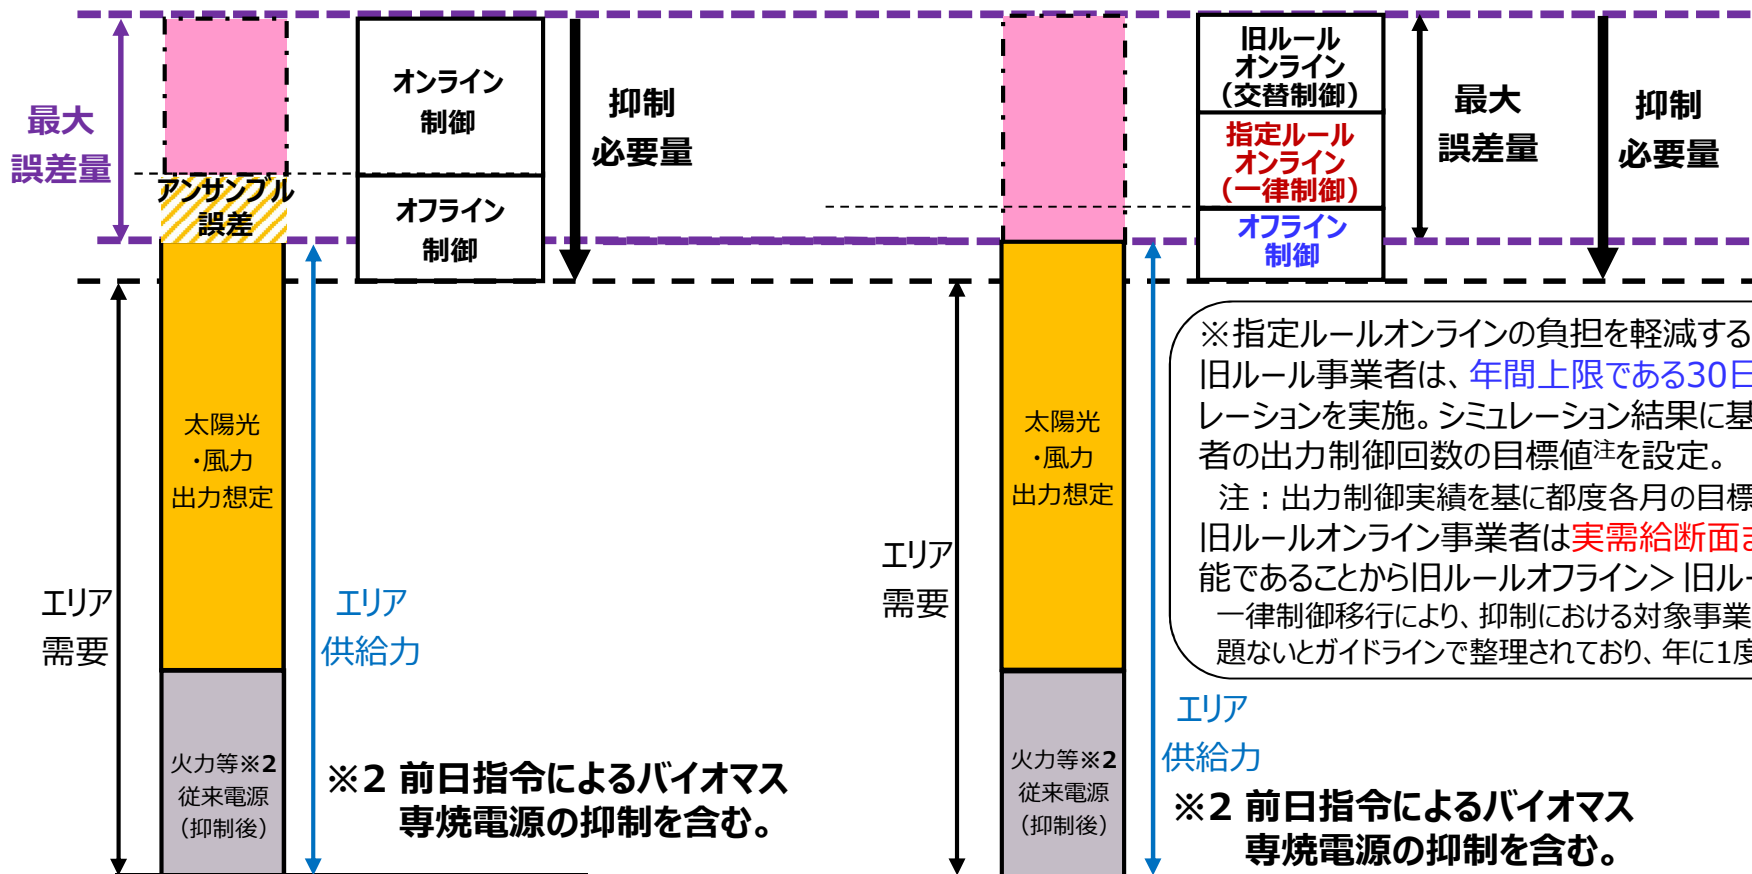 最大
誤差量
アンサンブル
誤差
オンライン
制御
オフライン
制御
抑制
必要量
太陽光
・風力
出力想定
エリア
需要
エリア
供給力
火力等※2
従来電源
（抑制後）
※2 前日指令によるバイオマス
専焼電源の抑制を含む。
旧ルール
オンライン
（交替制御）
指定ルール
オンライン
（一律制御）
オフライン
制御
最大
誤差量
抑制
必要量
太陽光
・風力
出力想定
エリア
需要
エリア
供給力
火力等※2
従来電源
（抑制後）
※指定ルールオンラインの負担を軽減する
旧ルール事業者は、年間上限である30日
レーションを実施。シミュレーション結果に基
者の出力制御回数の目標値注を設定。
注：出力制御実績を基に都度各月の目標
旧ルールオンライン事業者は実需給断面ま
能であることから旧ルールオフライン＞旧ルー
一律制御移行により、抑制における対象事業
題ないとガイドラインで整理されており、年に1度
※2 前日指令によるバイオマス
専焼電源の抑制を含む。